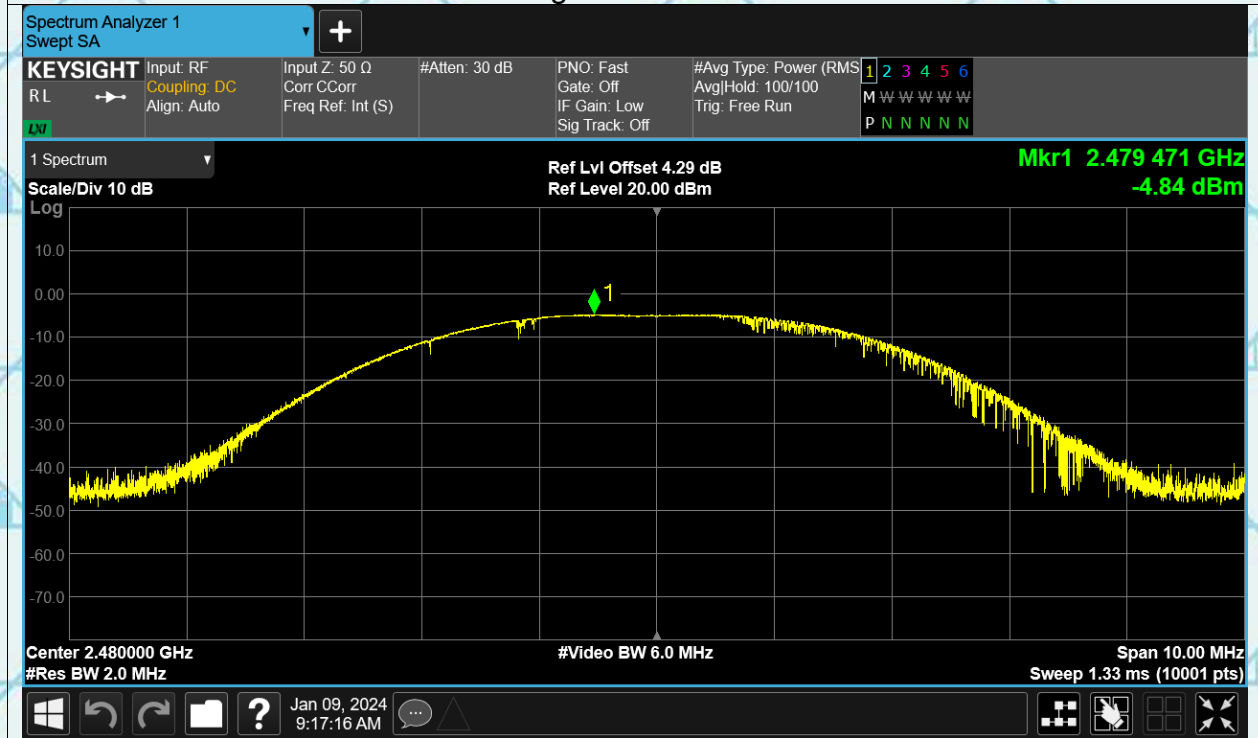 Spectrum Analyzer 1
Swept SA
+
KEYSIGHT
RL
LXI
Input: RF
Coupling: DC
Align: Auto
Input Z: 50 Ω
Corr CCorr
Freq Ref: Int (S)
#Atten: 30 dB
PNO: Fast
Gate: Off
IF Gain: Low
Sig Track: Off
#Avg Type: Power (RMS
Avg|Hold: 100/100
Trig: Free Run
1 2 3 4 5 6
M W W W W W
P N N N N N
1 Spectrum
Scale/Div 10 dB
Ref Lvl Offset 4.29 dB
Ref Level 20.00 dBm
Mkr1 2.479 471 GHz
-4.84 dBm
Log
10.0
0.00
-10.0
-20.0
-30.0
-40.0
-50.0
-60.0
-70.0
1
Center 2.480000 GHz
#Res BW 2.0 MHz
#Video BW 6.0 MHz
Span 10.00 MHz
Sweep 1.33 ms (10001 pts)
?
Jan 09, 2024
9:17:16 AM